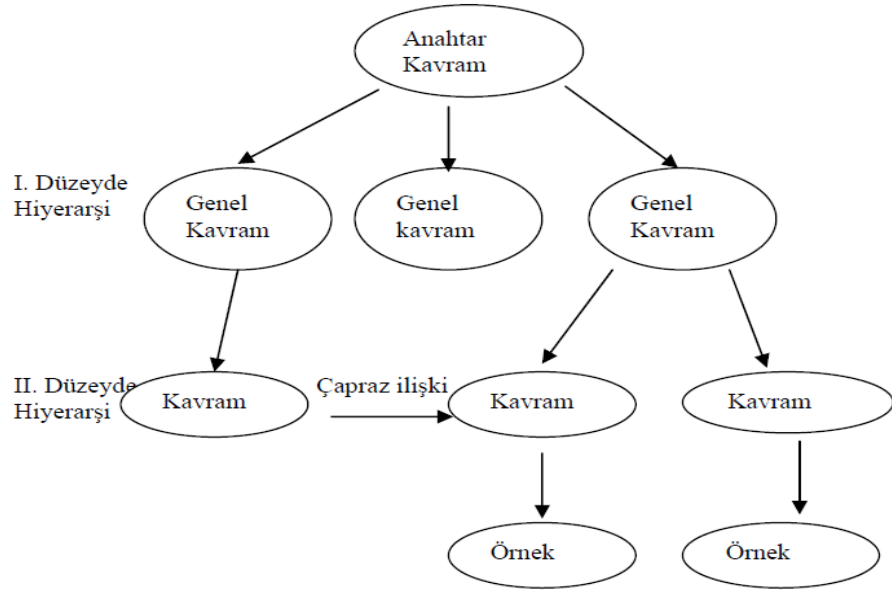 Anahtar
Kavram
I. Düzeyde
Hiyerarşi
Genel
Kavram
Genel
kavram
Genel
Kavram
II. Düzeyde
Hiyerarşi
Kavram
Çapraz ilişki
Kavram
Kavram
Örnek
Örnek